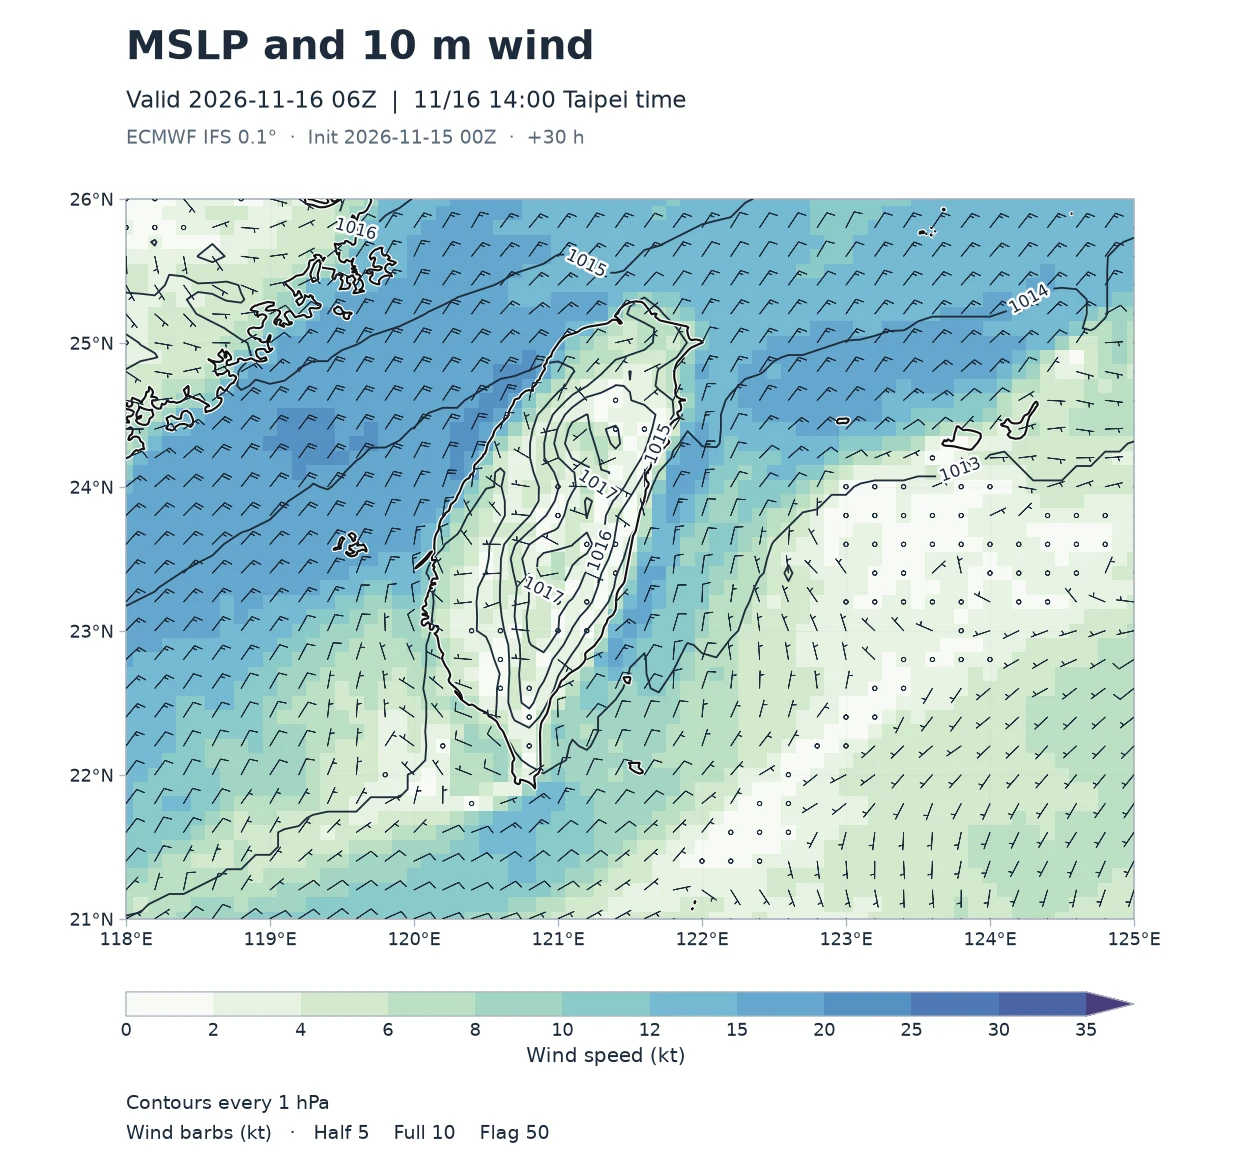 MSLP and 10 m wind
Valid 2026-11-16 06Z | 11/16 14:00 Taipei time
ECMWF IFS 0.1° · Init 2026-11-15 00Z · +30 h
26°N
25°N
24°N
23°N
22°N
21°N
1016
1015
1014
1015
1013
1017
1016
1017
118°E 119°E 120°E 121°E 122°E 123°E 124°E 125°E
0 2 4 6 8 10 12 15 20 25 30 35
Wind speed (kt)
Contours every 1 hPa
Wind barbs (kt) · Half 5 Full 10 Flag 50